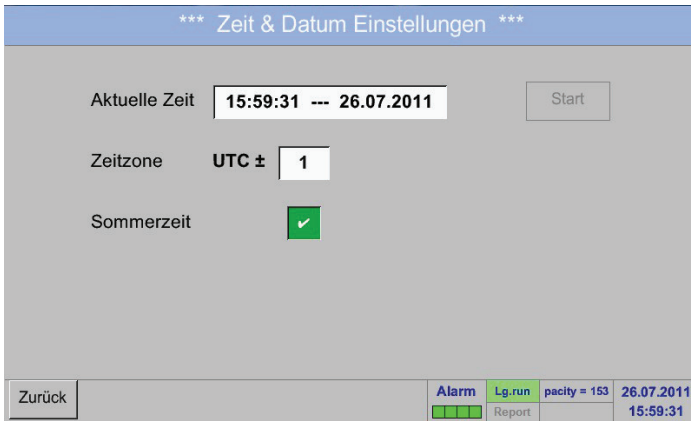 *** Zeit & Datum Einstellungen ***
Aktuelle Zeit 15:59:31 --- 26.07.2011 Start
Zeitzone UTC ± 1
Sommerzeit
Zurück Alarm Lg.run pacity = 153 26.07.2011
Report 15:59:31